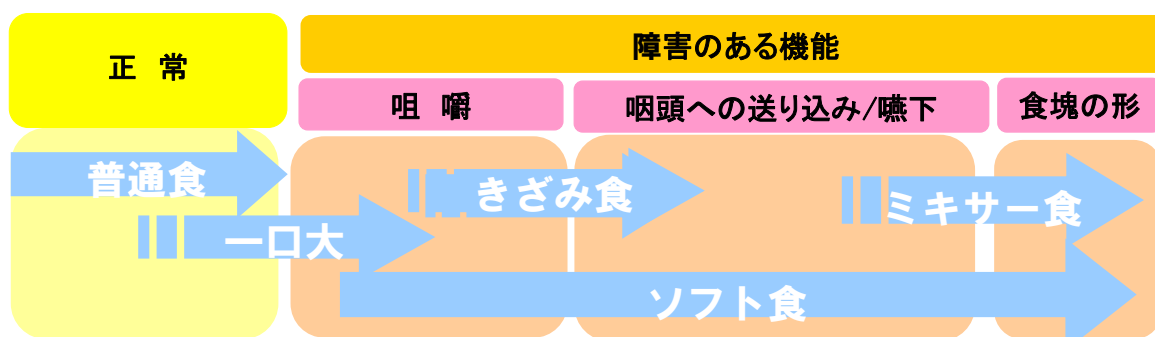 正 常
障害のある機能
咀 嚼
咽頭への送り込み/嚥下
食塊の形
普通食
きざみ食
ミキサー食
一口大
ソフト食